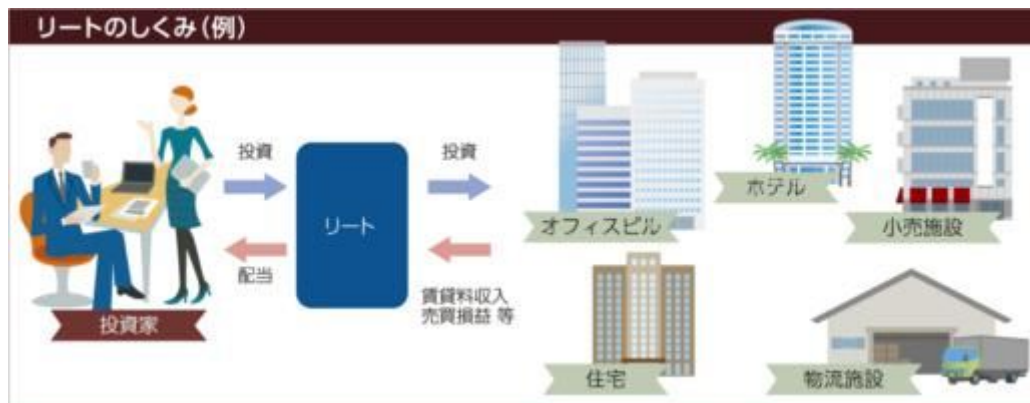 リートのしくみ(例)
投資
投資
リート
配当
賃貸料収入
売買損益 等
投資家
オフィスビル
ホテル
小売施設
住宅
物流施設